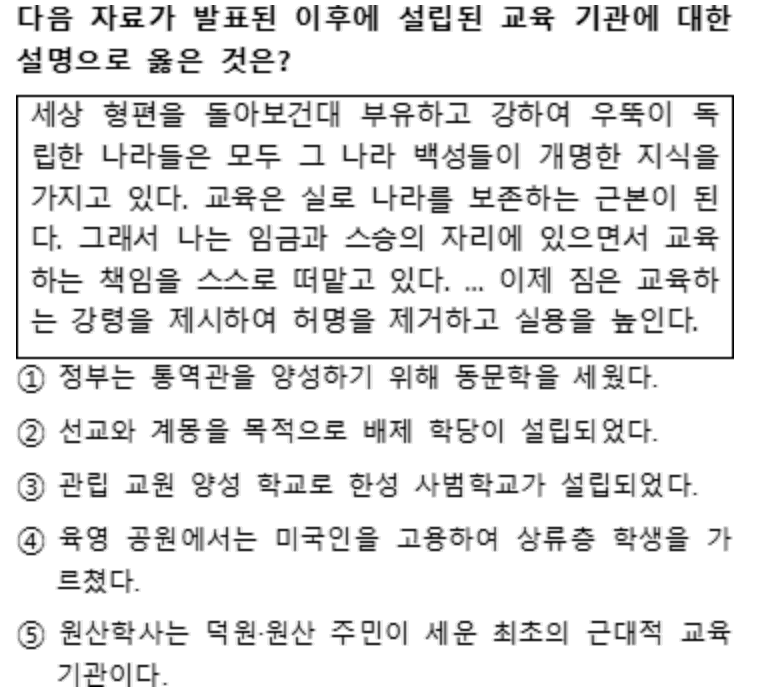 다음 자료가 발표된 이후에 설립된 교육 기관에 대한
설명으로 옳은 것은?
세상 형편을 돌아보건대 부유하고 강하여 우뚝이 독
립한 나라들은 모두 그 나라 백성들이 개명한 지식을
가지고 있다. 교육은 실로 나라를 보존하는 근본이 된
다. 그래서 나는 임금과 스승의 자리에 있으면서 교육
하는 책임을 스스로 떠맡고 있다. ... 이제 짐은 교육하
는 강령을 제시하여 허명을 제거하고 실용을 높인다.
① 정부는 통역관을 양성하기 위해 동문학을 세웠다.
② 선교와 계몽을 목적으로 배제 학당이 설립되었다.
③ 관립 교원 양성 학교로 한성 사범학교가 설립되었다.
④ 육영 공원에서는 미국인을 고용하여 상류층 학생을 가
르쳤다.
⑤ 원산학사는 덕원·원산 주민이 세운 최초의 근대적 교육
기관이다.